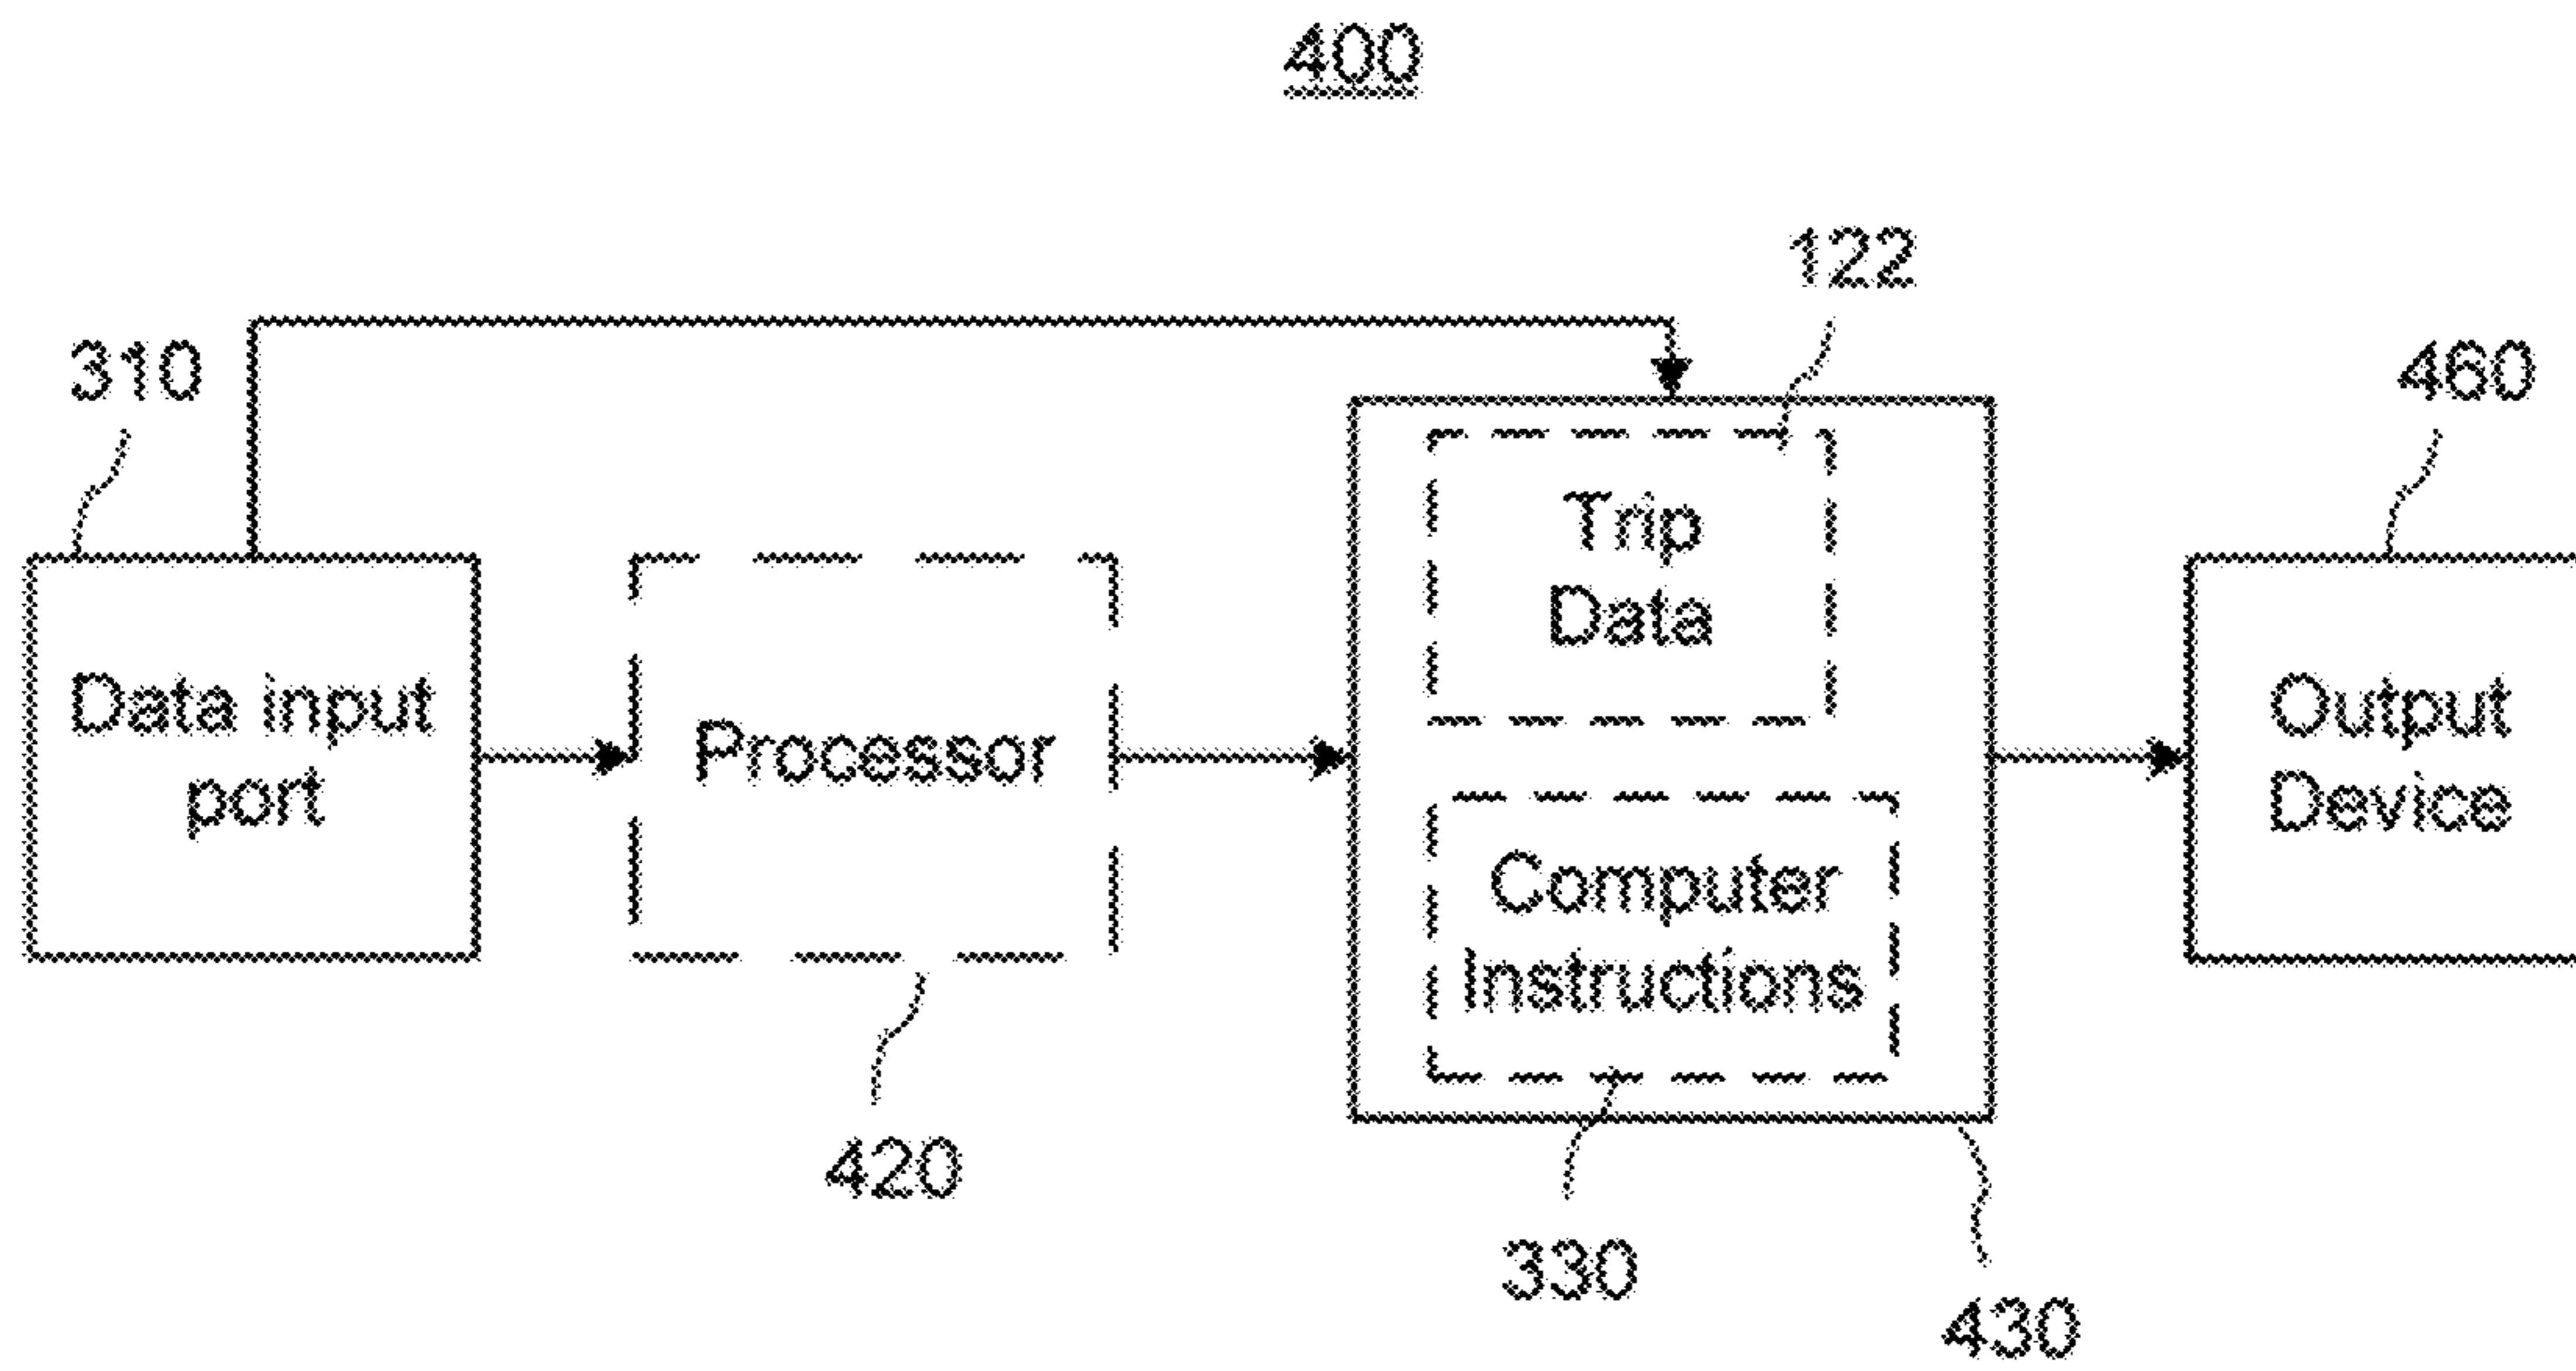 400
122
310
460
Trip
Data
Data input
port
Processor
Output
Device
Computer
Instructions
420
330
430